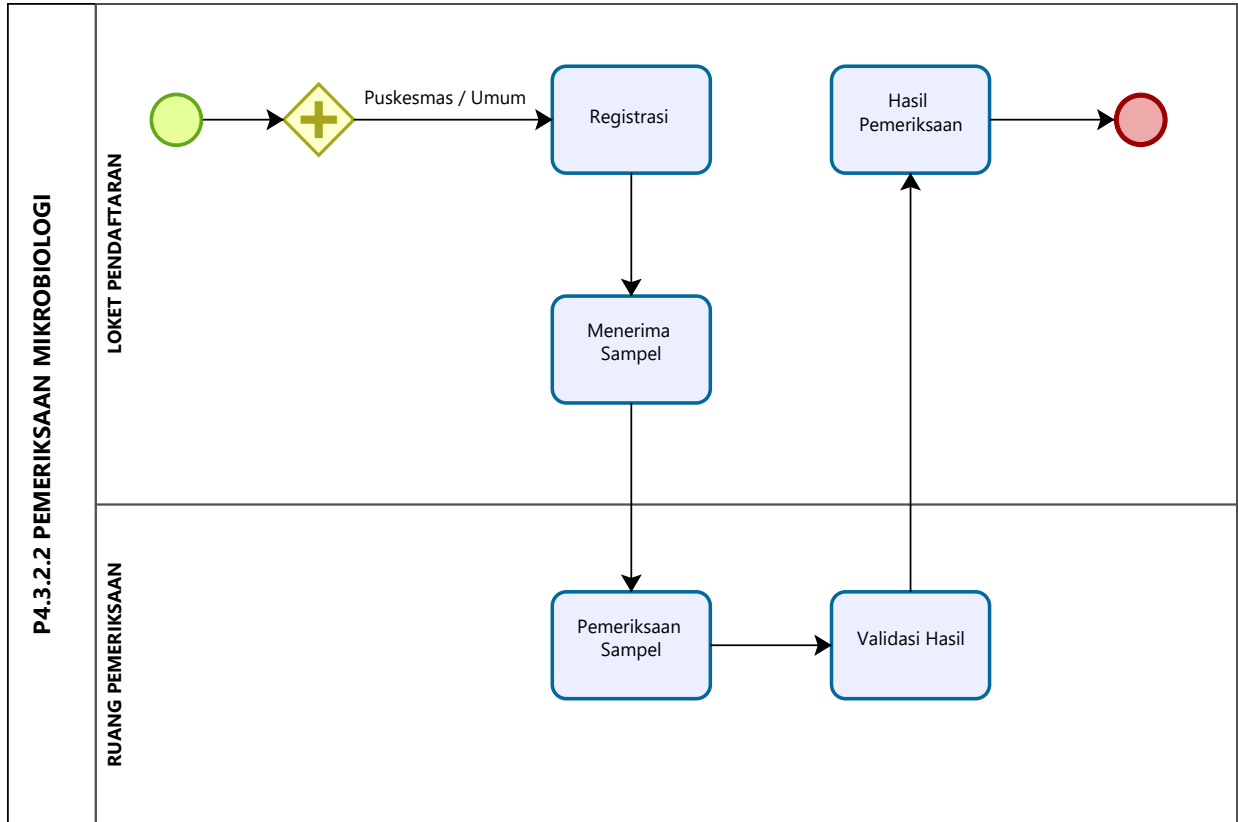 P4.3.2.2 PEMERIKSAAN MIKROBIOLOGI
LOKET PENDAFTARAN
Puskesmas / Umum
Registrasi
Hasil
Pemeriksaan
Menerima
Sampel
RUANG PEMERIKSAAN
Pemeriksaan
Sampel
Validasi Hasil